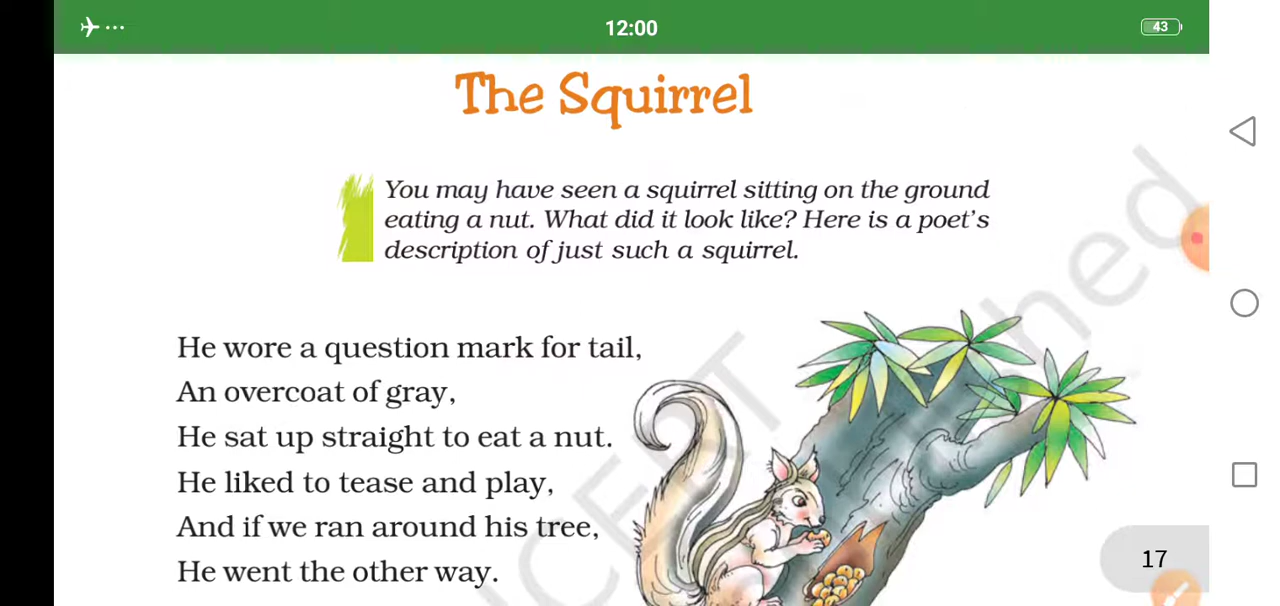 12:00
43
The Squirrel
You may have seen a squirrel sitting on the ground
eating a nut. What did it look like? Here is a poet's
description of just such a squirrel.
He wore a question mark for tail,
An overcoat of gray,
He sat up straight to eat a nut.
He liked to tease and play,
And if we ran around his tree,
He went the other way.
17